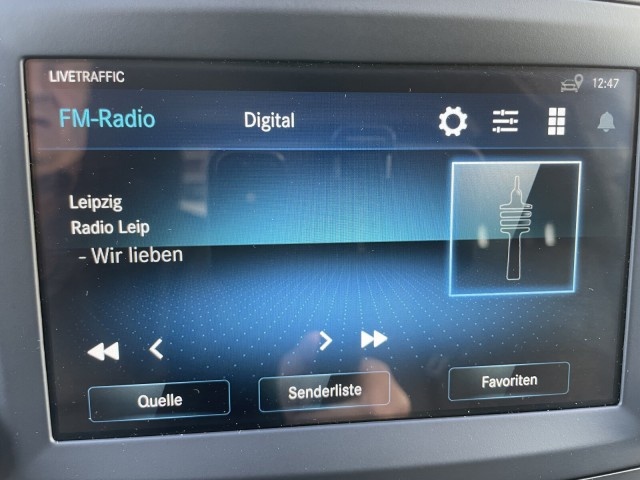 LIVETRAFFIC 12:47
FM-Radio Digital
Leipzig
Radio Leip
- Wir lieben
Quelle Senderliste Favoriten